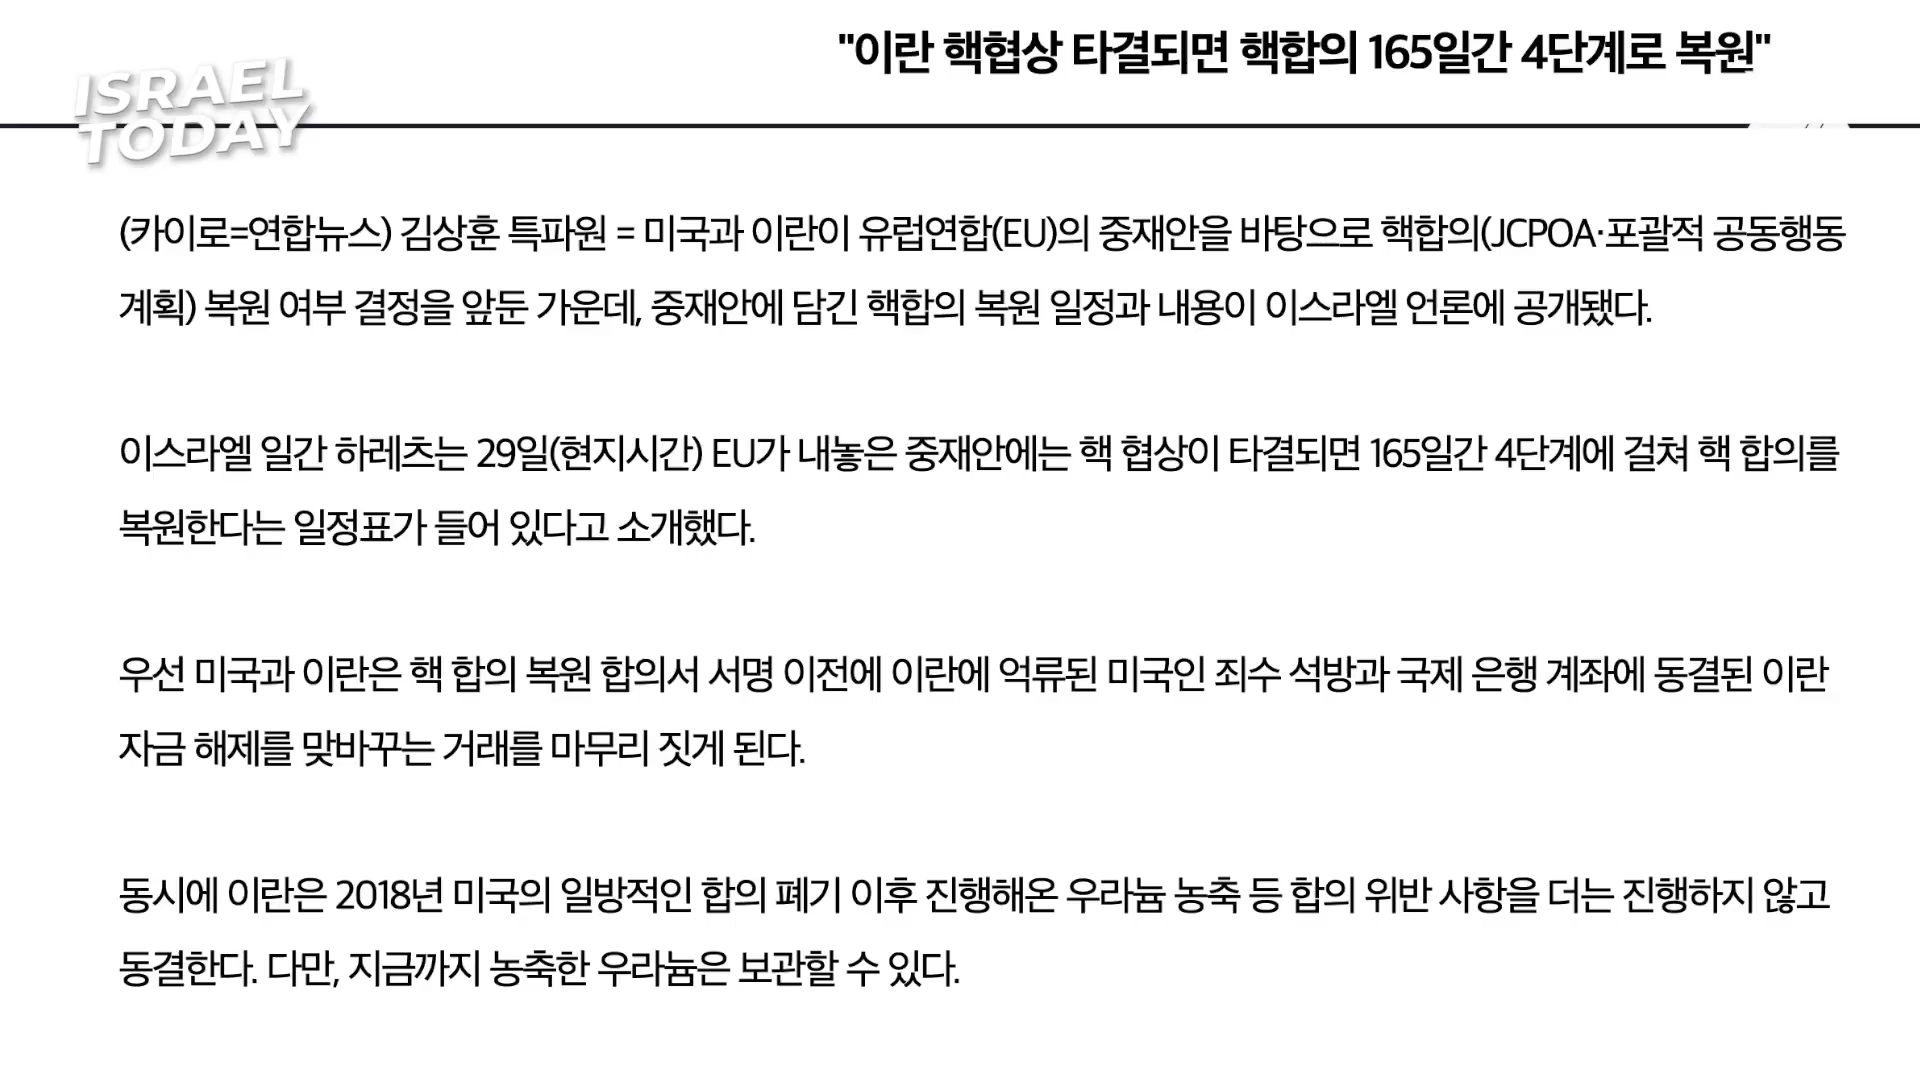 "이란 핵협상 타결되면 핵합의 165일간 4단계로 복원"
ISRAEL
TODAY
(카이로=연합뉴스) 김상훈 특파원 = 미국과 이란이 유럽연합(EU)의 중재안을 바탕으로 핵합의(JCPOA·포괄적 공동행동
계획) 복원 여부 결정을 앞둔 가운데, 중재안에 담긴 핵합의 복원 일정과 내용이 이스라엘 언론에 공개됐다.
이스라엘 일간 하레츠는 29일(현지시간) EU가 내놓은 중재안에는 핵 협상이 타결되면 165일간 4단계에 걸쳐 핵 합의를
복원한다는 일정표가 들어 있다고 소개했다.
우선 미국과 이란은 핵 합의 복원 합의서 서명 이전에 이란에 억류된 미국인 죄수 석방과 국제 은행 계좌에 동결된 이란
자금 해제를 맞바꾸는 거래를 마무리 짓게 된다.
동시에 이란은 2018년 미국의 일방적인 합의 폐기 이후 진행해온 우라늄 농축 등 합의 위반 사항을 더는 진행하지 않고
동결한다. 다만, 지금까지 농축한 우라늄은 보관할 수 있다.